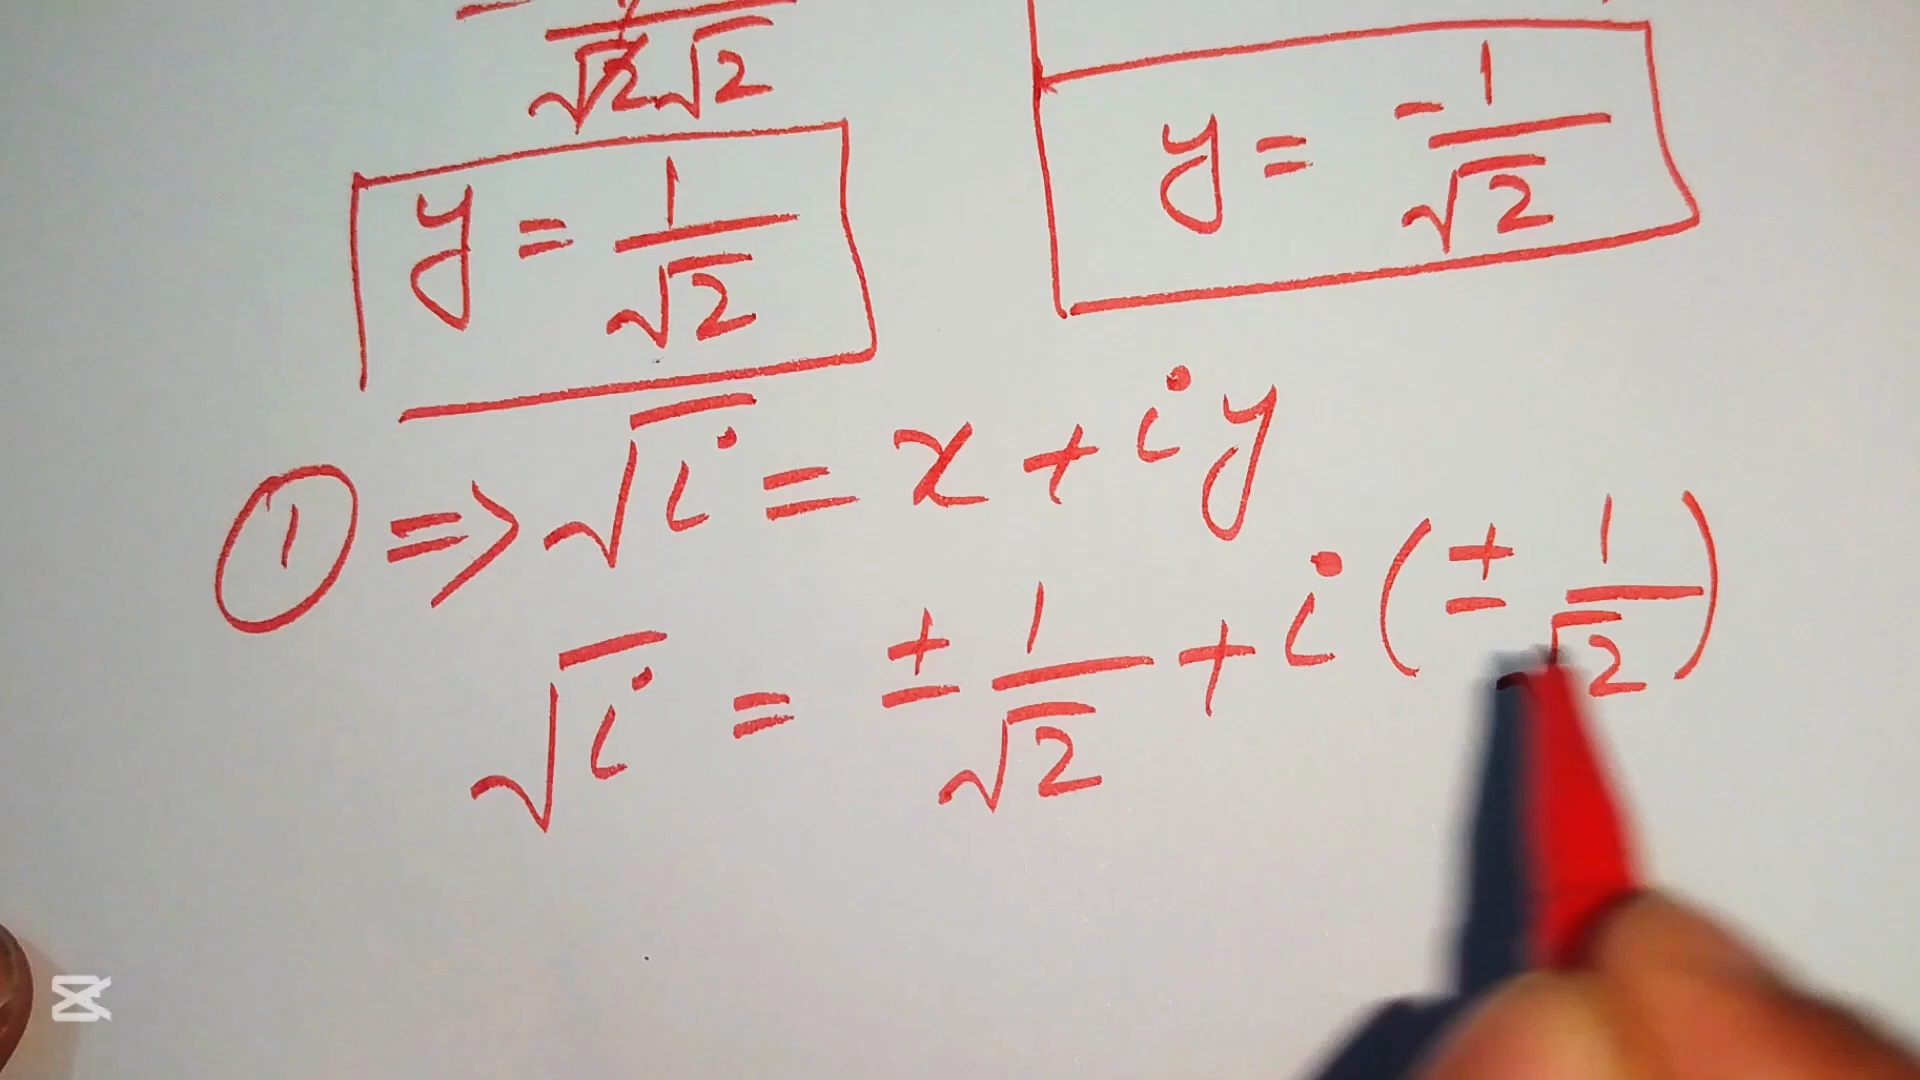 √2 √2
y = 1/√2
y = -1/√2
① => √i = x + iy
√i = ± 1/√2 + i(± 1/√2)